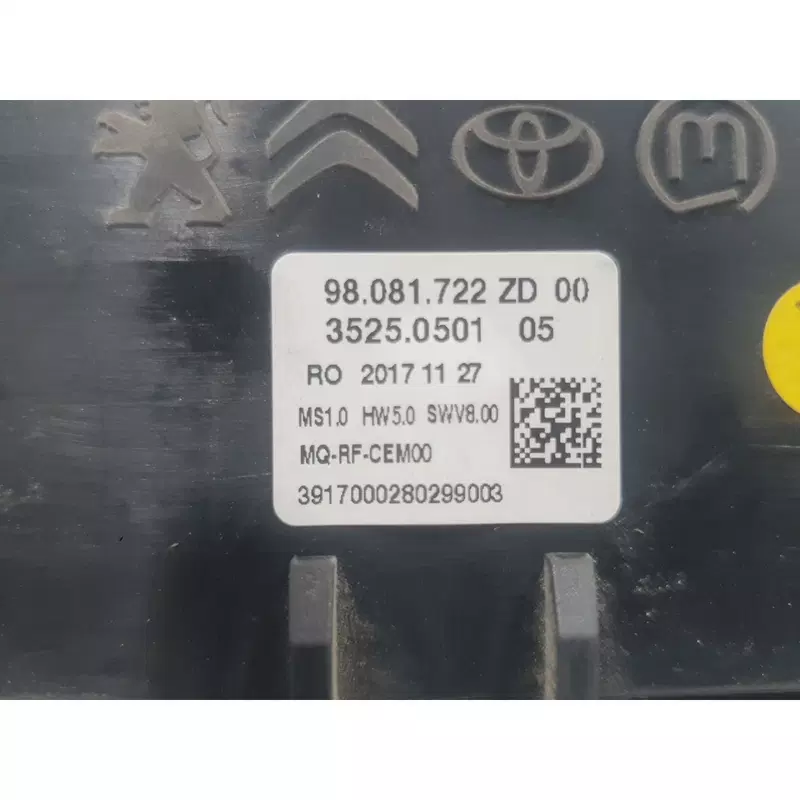 98.081.722 ZD 00
3525.0501 05
RO 2017 11 27
MS1.0 HW5.0 SWV8.00
MQ-RF-CEM00
3917000280299003